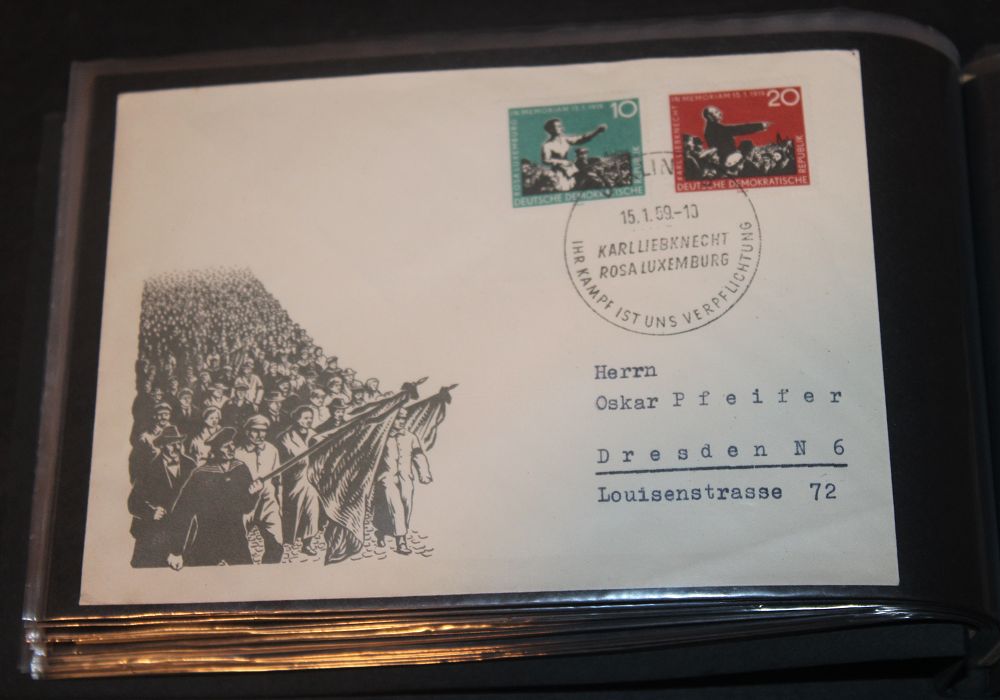 ROSA LUXEMBURG
IN MEMORIAM 15.1.1919
10
DEUTSCHE DEMOKRATISCHE
REPUBLIK
KARL LIEBKNECHT
IN MEMORIAM 15.1.1919
20
DEUTSCHE DEMOKRATISCHE
REPUBLIK
15.1.59.-10
KARL LIEBKNECHT
ROSA LUXEMBURG
IHR KAMPF IST UNS VERPFLICHTUNG
Herrn
Oskar Pfeifer
Dresden N 6
Louisenstrasse 72